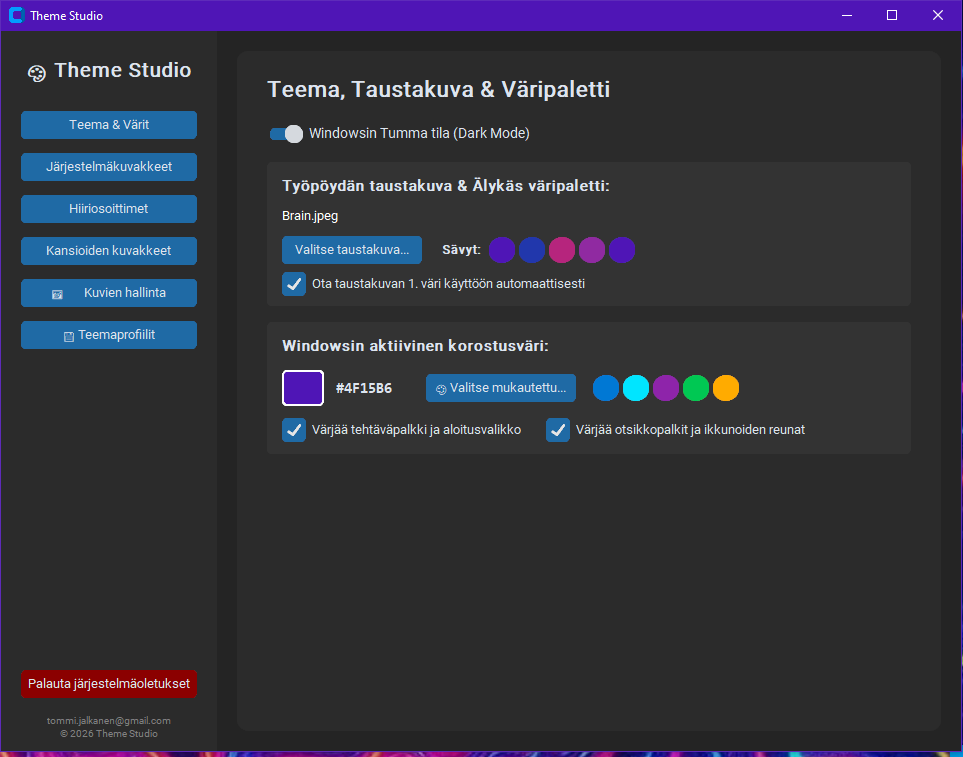 Theme Studio
Theme Studio
Teema & Värit
Järjestelmäkuvakkeet
Hiiriosoittimet
Kansioiden kuvakkeet
Kuvien hallinta
Teemaprofiilit
Palauta järjestelmäoletukset
tommi.jalkanen@gmail.com
© 2026 Theme Studio
Teema, Taustakuva & Väripaletti
Windowsin Tumma tila (Dark Mode)
Työpöydän taustakuva & Älykäs väripaletti:
Brain.jpeg
Valitse taustakuva... Sävyt:
Ota taustakuvan 1. väri käyttöön automaattisesti
Windowsin aktiivinen korostusväri:
#4F15B6 Valitse mukautettu...
Värjää tehtäväpalkki ja aloitusvalikko Värjää otsikkopalkit ja ikkunoiden reunat